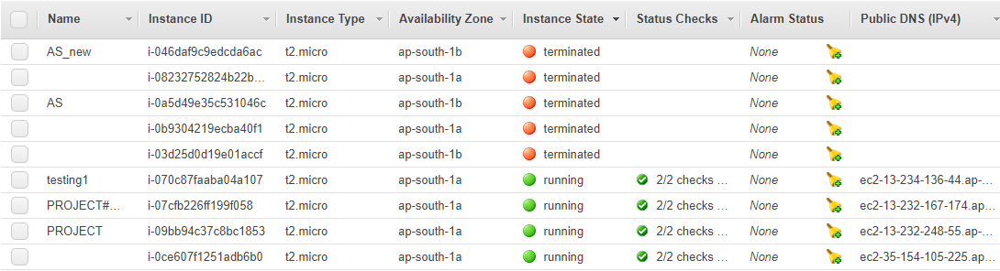 Name Instance ID Instance Type Availability Zone Instance State Status Checks Alarm Status Public DNS (IPv4)
AS_new i-046daf9c9edcda6ac t2.micro ap-south-1b terminated None
i-08232752824b22b... t2.micro ap-south-1a terminated None
AS i-0a5d49e35c531046c t2.micro ap-south-1b terminated None
i-0b9304219ecba40f1 t2.micro ap-south-1a terminated None
i-03d25d0d19e01accf t2.micro ap-south-1b terminated None
testing1 i-070c87faaba04a107 t2.micro ap-south-1a running 2/2 checks ... None ec2-13-234-136-44.ap-...
PROJECT#... i-07cfb226ff199f058 t2.micro ap-south-1a running 2/2 checks ... None ec2-13-232-167-174.ap...
PROJECT i-09bb94c37c8bc1853 t2.micro ap-south-1a running 2/2 checks ... None ec2-13-232-248-55.ap-...
i-0ce607f1251adb6b0 t2.micro ap-south-1a running 2/2 checks ... None ec2-35-154-105-225.ap...